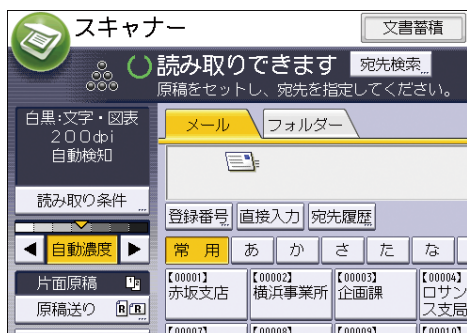 スキャナー
文書蓄積
読み取りできます
宛先検索...
原稿をセットし、宛先を指定してください。
白黒:文字・図表
200dpi
自動検知
メール
フォルダー
読み取り条件...
登録番号
直接入力
宛先履歴
自動濃度
常用
あ
か
さ
た
な
片面原稿
原稿送り
R R
【00001】
赤坂支店
【00002】
横浜事業所
【00003】
企画課
【00004】
ロサン
ス支局
【00007】
【00008】
【00009】
【00010】